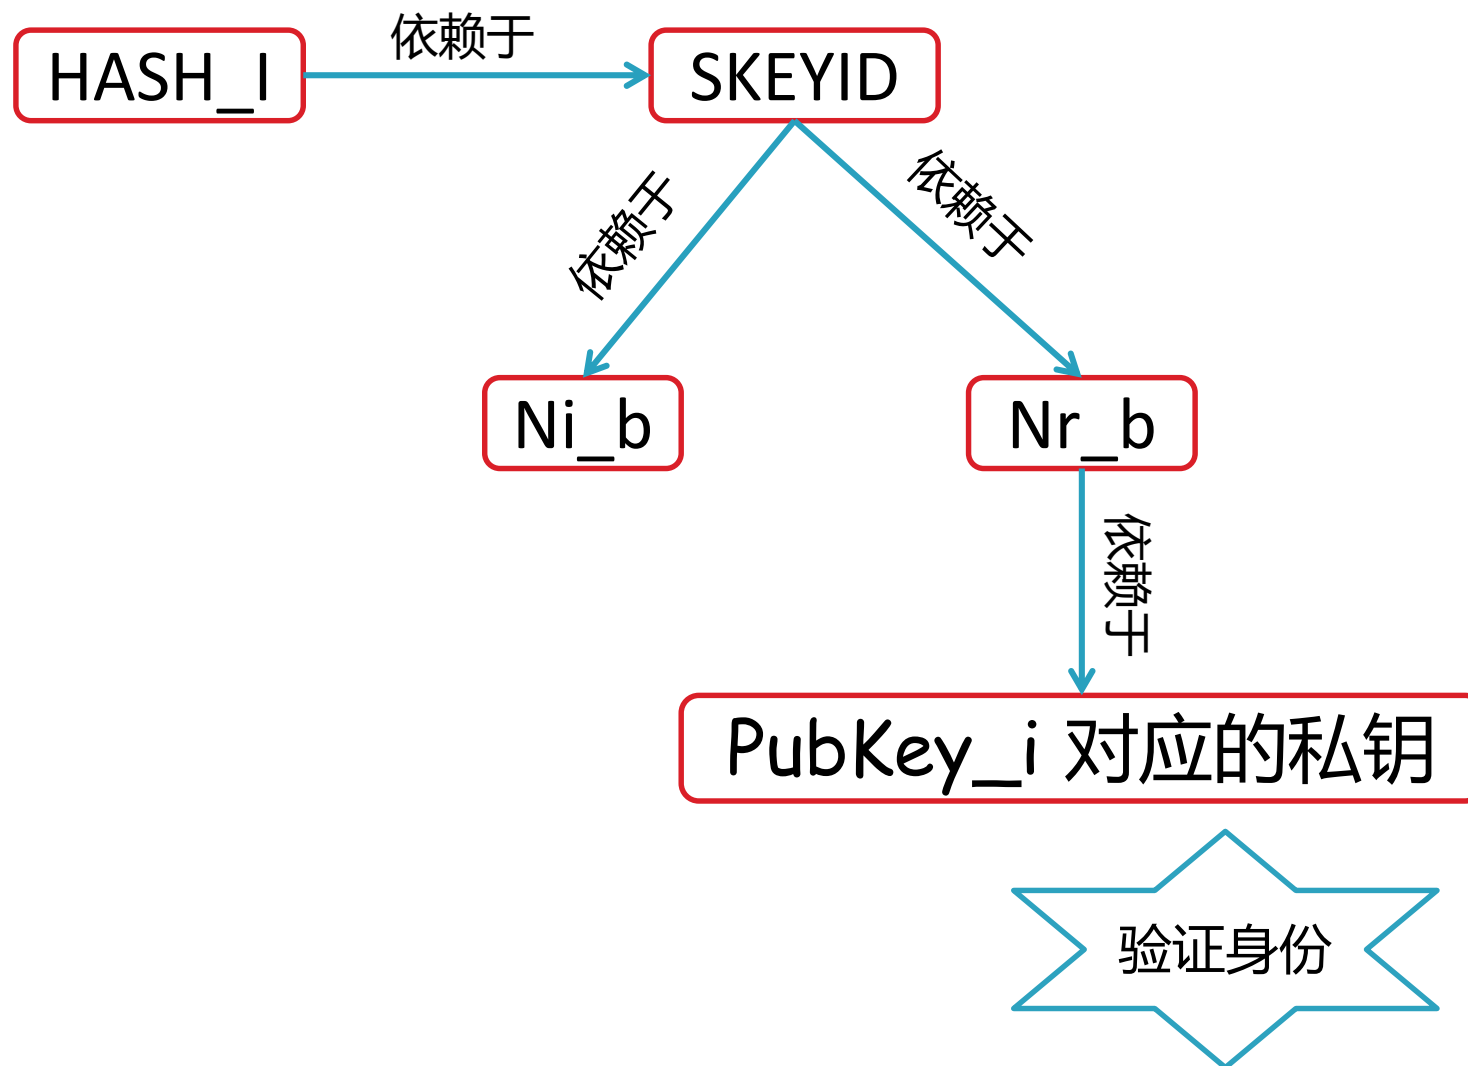 依赖于
HASH_I
SKEYID
依赖于
依赖于
Ni_b
Nr_b
依赖于
PubKey_i 对应的私钥
验证身份